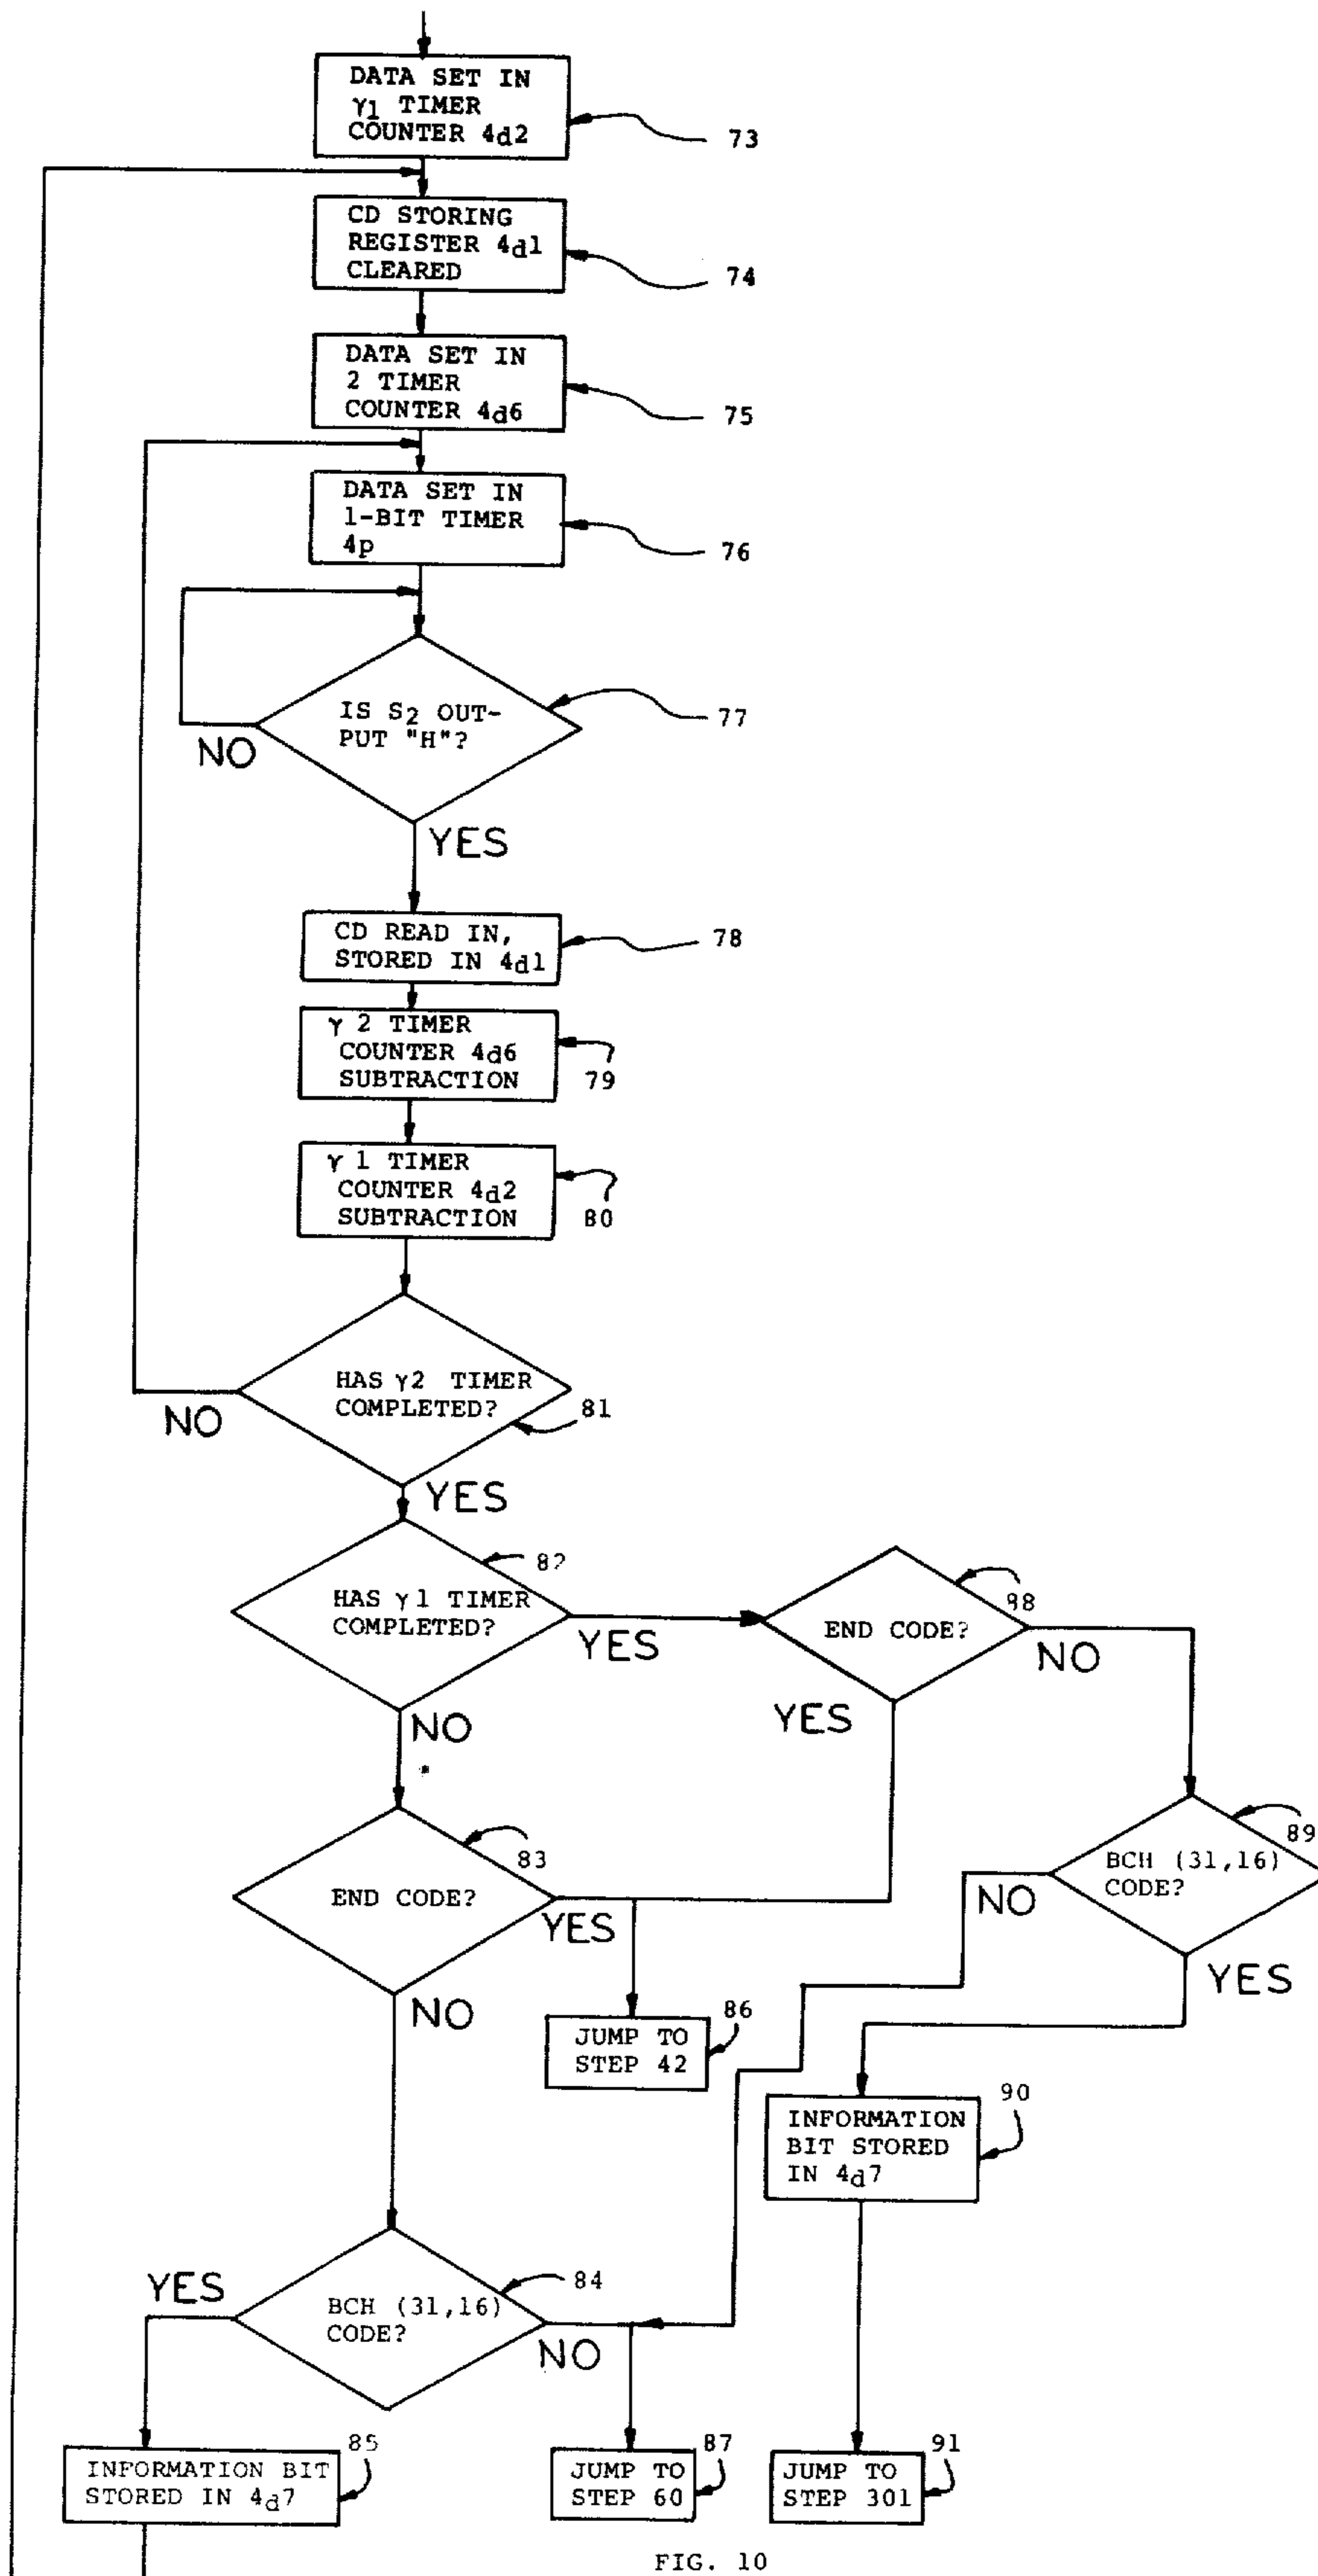 DATA SET IN
γ1 TIMER
COUNTER 4d2
73
CD STORING
REGISTER 4d1
CLEARED
74
DATA SET IN
2 TIMER
COUNTER 4d6
75
DATA SET IN
1-BIT TIMER
4p
76
IS S2 OUT-
PUT "H"?
77
NO
YES
CD READ IN,
STORED IN 4d1
78
γ 2 TIMER
COUNTER 4d6
SUBTRACTION
79
γ 1 TIMER
COUNTER 4d2
SUBTRACTION
80
HAS γ2 TIMER
COMPLETED?
81
NO
YES
HAS γ1 TIMER
COMPLETED?
82
YES
NO
END CODE?
88
NO
YES
END CODE?
83
YES
NO
BCH (31,16)
CODE?
89
NO
YES
JUMP TO
STEP 42
86
INFORMATION
BIT STORED
IN 4d7
90
BCH (31,16)
CODE?
84
YES
NO
INFORMATION BIT
STORED IN 4d7
85
JUMP TO
STEP 60
87
JUMP TO
STEP 301
91
FIG. 10